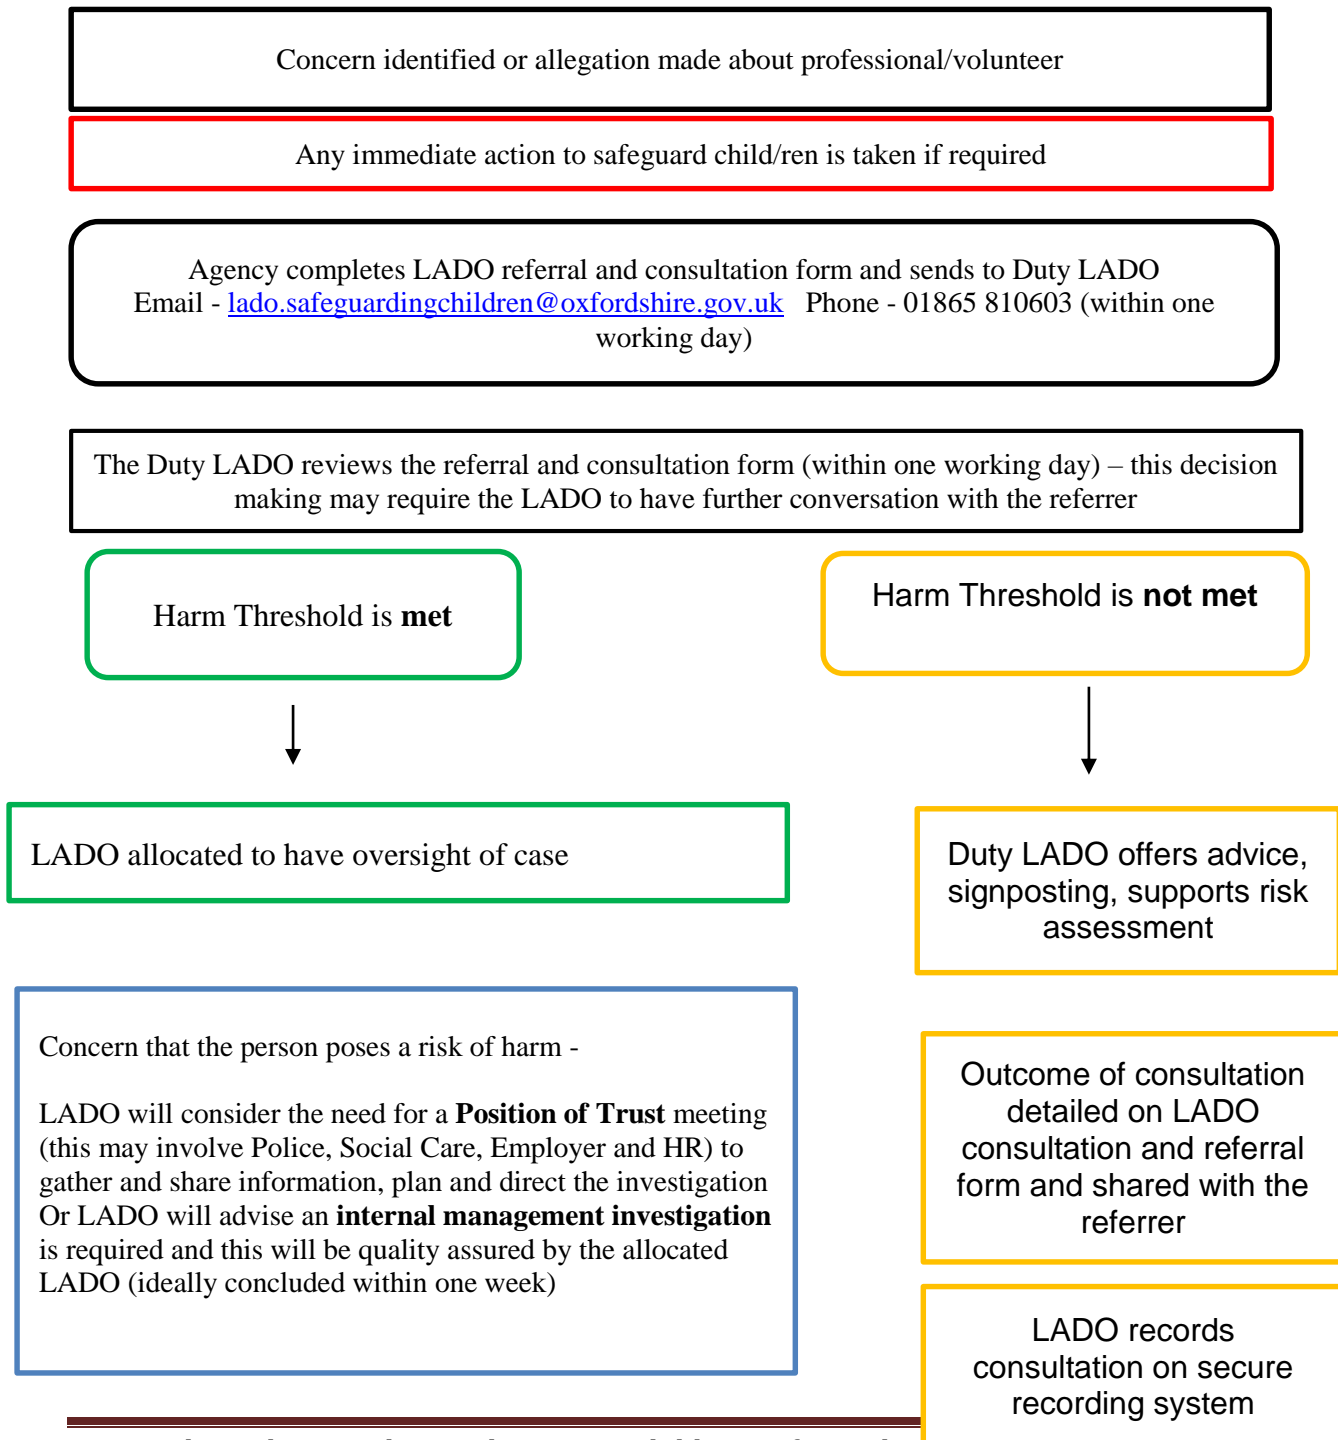 Concern identified or allegation made about professional/volunteer
Any immediate action to safeguard child/ren is taken if required
Agency completes LADO referral and consultation form and sends to Duty LADO
Email - lado.safeguardingchildren@oxfordshire.gov.uk Phone - 01865 810603 (within one
working day)
The Duty LADO reviews the referral and consultation form (within one working day) – this decision
making may require the LADO to have further conversation with the referrer
Harm Threshold is met
Harm Threshold is not met
LADO allocated to have oversight of case
Duty LADO offers advice,
signposting, supports risk
assessment
Concern that the person poses a risk of harm -
LADO will consider the need for a Position of Trust meeting
(this may involve Police, Social Care, Employer and HR) to
gather and share information, plan and direct the investigation
Or LADO will advise an internal management investigation
is required and this will be quality assured by the allocated
LADO (ideally concluded within one week)
Outcome of consultation
detailed on LADO
consultation and referral
form and shared with the
referrer
LADO records
consultation on secure
recording system